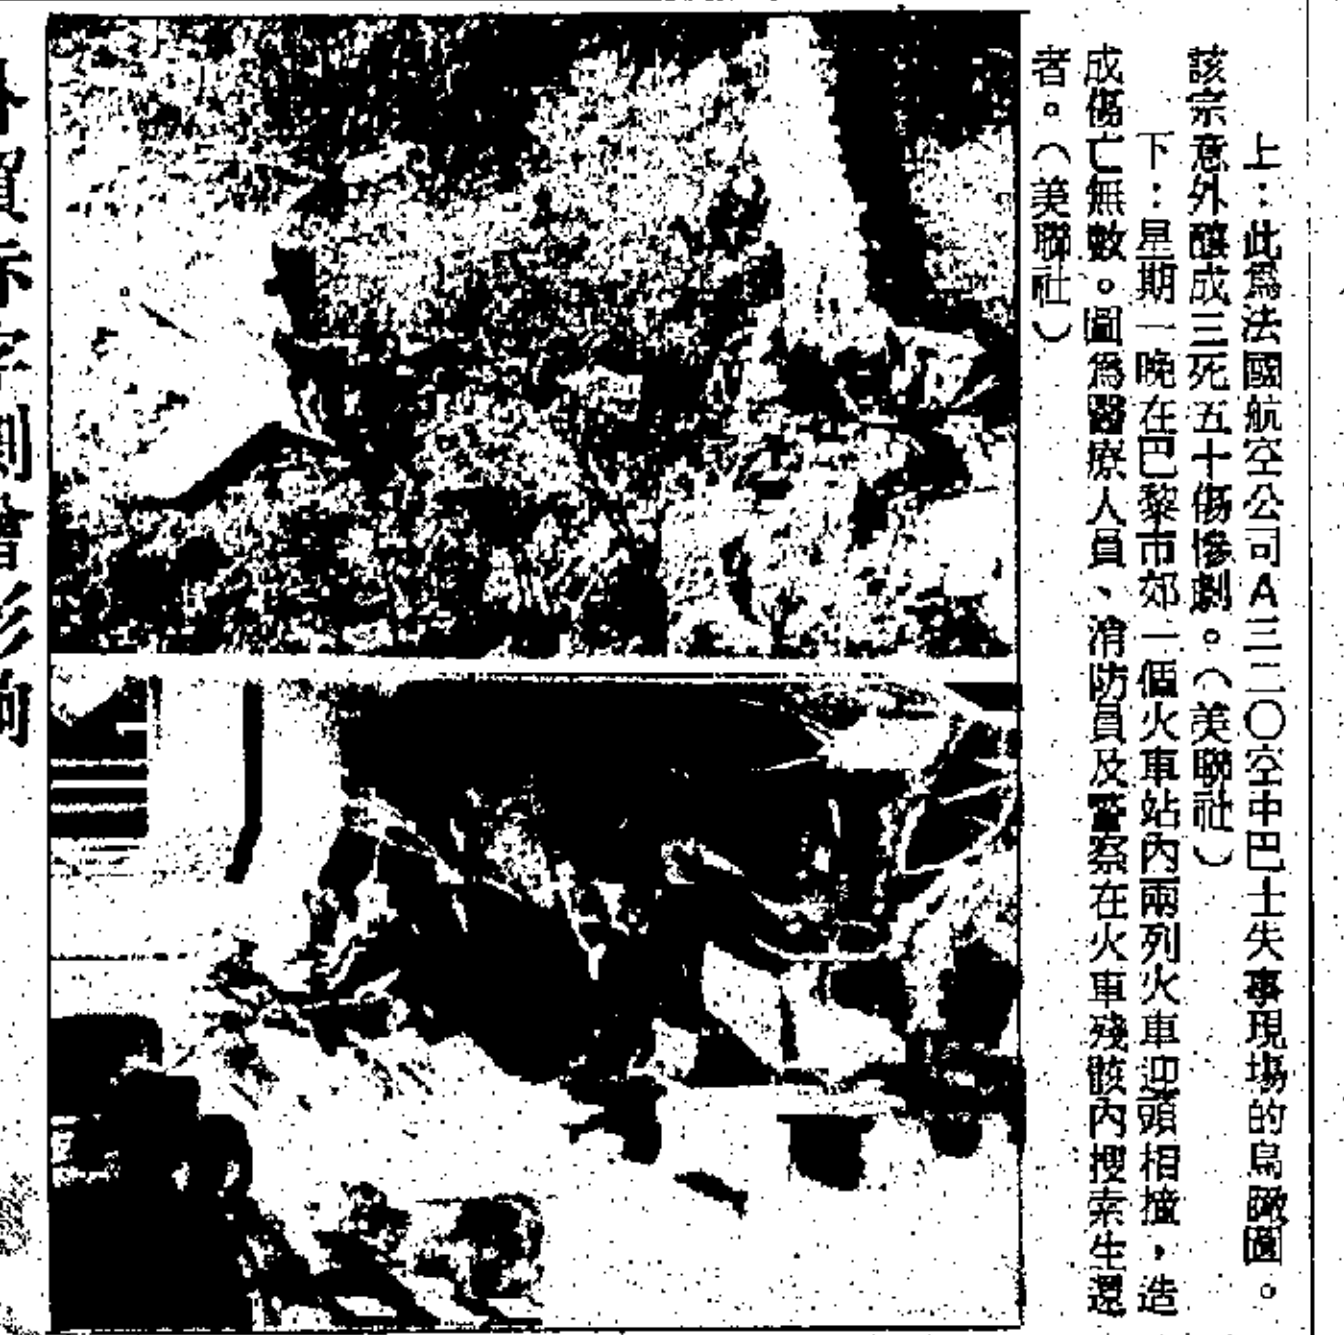 上：此爲法國航空公司A三二〇空中巴士失事現場的鳥瞰圖。
該宗意外釀成三死五十傷慘劇。（美聯社）
下：星期一晚在巴黎市郊一個火車站內兩列火車迎頭相撞，造
成傷亡無數。圖爲醫療人員、消防員及警察在火車殘骸內搜索生還
者。（美聯社）